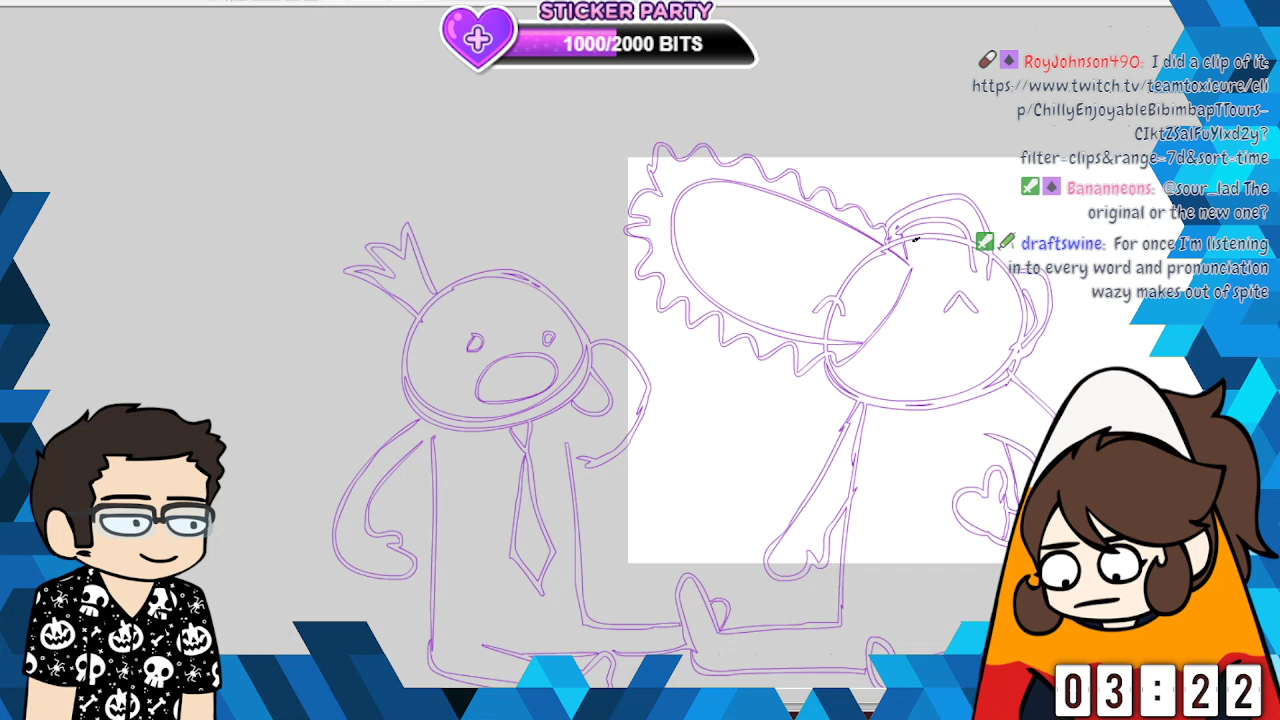 STICKER PARTY
1000/2000 BITS
RoyJohnson490: I did a clip of it:
https://www.twitch.tv/teamtoxicure/cli
p/ChillyEnjoyableBibimbapTTours-
CIktZSalFuYlxd2y?
filter=clips&range=7d&sort=time
Bananneons: @sour_lad The
original or the new one?
draftswine: For once I'm listening
in to every word and pronunciation
wazy makes out of spite
03:22